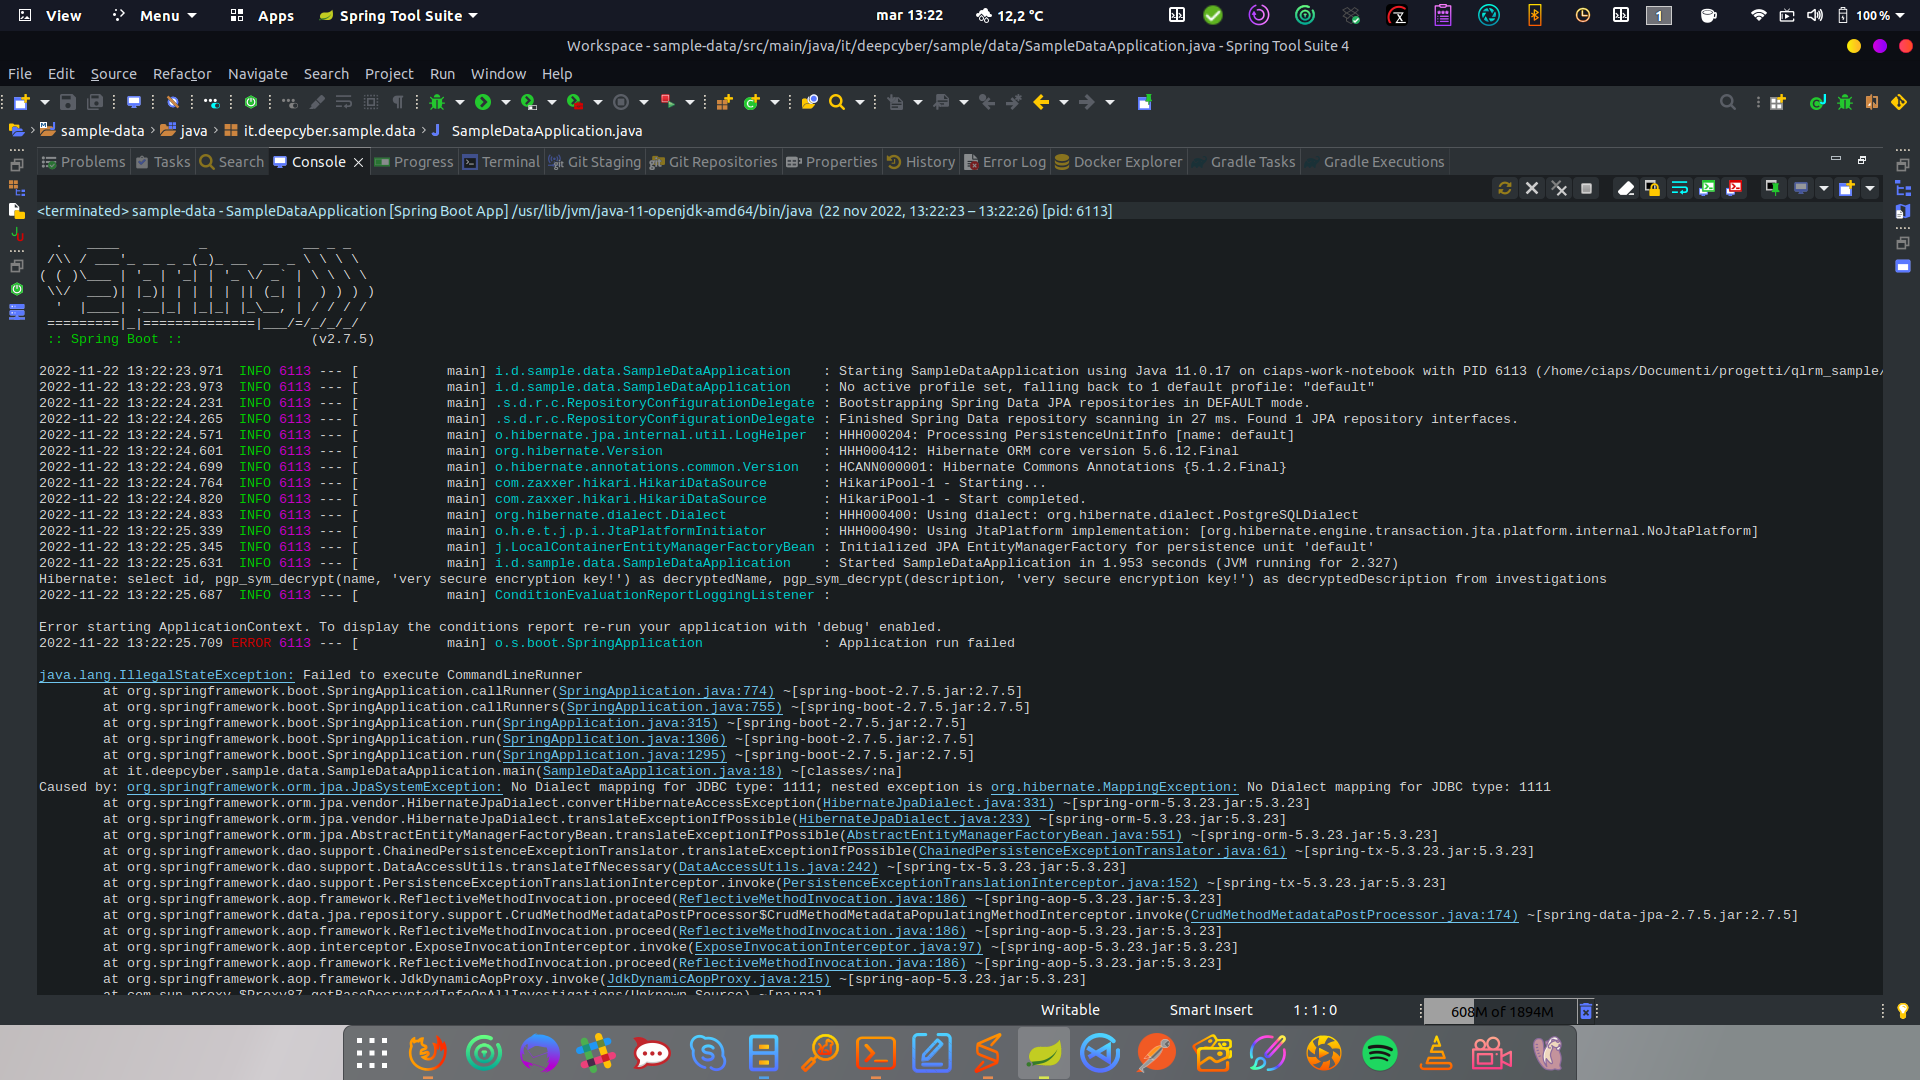 View Menu Apps Spring Tool Suite mar 13:22 12,2 °C 1 100 %
Workspace - sample-data/src/main/java/it/deepcyber/sample/data/SampleDataApplication.java - Spring Tool Suite 4
File Edit Source Refactor Navigate Search Project Run Window Help
sample-data java it.deepcyber.sample.data SampleDataApplication.java
Problems Tasks Search Console Progress Terminal Git Staging Git Repositories Properties History Error Log Docker Explorer Gradle Tasks Gradle Executions
<terminated> sample-data - SampleDataApplication [Spring Boot App] /usr/lib/jvm/java-11-openjdk-amd64/bin/java (22 nov 2022, 13:22:23 – 13:22:26) [pid: 6113]
  .   ____          _            __ _ _
 /\\ / ___'_ __ _ _(_)_ __  __ _ \ \ \ \
( ( )\___ | '_ | '_| | '_ \/ _` | \ \ \ \
 \\/  ___)| |_)| | | | | || (_| |  ) ) ) )
  '  |____| .__|_| |_|_| |_\__, | / / / /
 =========|_|==============|___/=/_/_/_/
 :: Spring Boot ::                (v2.7.5)
2022-11-22 13:22:23.971  INFO 6113 --- [           main] i.d.sample.data.SampleDataApplication    : Starting SampleDataApplication using Java 11.0.17 on ciaps-work-notebook with PID 6113 (/home/ciaps/Documenti/progetti/qlrm_sample/
2022-11-22 13:22:23.973  INFO 6113 --- [           main] i.d.sample.data.SampleDataApplication    : No active profile set, falling back to 1 default profile: "default"
2022-11-22 13:22:24.231  INFO 6113 --- [           main] .s.d.r.c.RepositoryConfigurationDelegate : Bootstrapping Spring Data JPA repositories in DEFAULT mode.
2022-11-22 13:22:24.265  INFO 6113 --- [           main] .s.d.r.c.RepositoryConfigurationDelegate : Finished Spring Data repository scanning in 27 ms. Found 1 JPA repository interfaces.
2022-11-22 13:22:24.571  INFO 6113 --- [           main] o.hibernate.jpa.internal.util.LogHelper  : HHH000204: Processing PersistenceUnitInfo [name: default]
2022-11-22 13:22:24.601  INFO 6113 --- [           main] org.hibernate.Version                    : HHH000412: Hibernate ORM core version 5.6.12.Final
2022-11-22 13:22:24.699  INFO 6113 --- [           main] o.hibernate.annotations.common.Version   : HCANN000001: Hibernate Commons Annotations {5.1.2.Final}
2022-11-22 13:22:24.764  INFO 6113 --- [           main] com.zaxxer.hikari.HikariDataSource       : HikariPool-1 - Starting...
2022-11-22 13:22:24.820  INFO 6113 --- [           main] com.zaxxer.hikari.HikariDataSource       : HikariPool-1 - Start completed.
2022-11-22 13:22:24.833  INFO 6113 --- [           main] org.hibernate.dialect.Dialect            : HHH000400: Using dialect: org.hibernate.dialect.PostgreSQLDialect
2022-11-22 13:22:25.339  INFO 6113 --- [           main] o.h.e.t.j.p.i.JtaPlatformInitiator       : HHH000490: Using JtaPlatform implementation: [org.hibernate.engine.transaction.jta.platform.internal.NoJtaPlatform]
2022-11-22 13:22:25.345  INFO 6113 --- [           main] j.LocalContainerEntityManagerFactoryBean : Initialized JPA EntityManagerFactory for persistence unit 'default'
2022-11-22 13:22:25.631  INFO 6113 --- [           main] i.d.sample.data.SampleDataApplication    : Started SampleDataApplication in 1.953 seconds (JVM running for 2.327)
Hibernate: select id, pgp_sym_decrypt(name, 'very secure encryption key!') as decryptedName, pgp_sym_decrypt(description, 'very secure encryption key!') as decryptedDescription from investigations
2022-11-22 13:22:25.687  INFO 6113 --- [           main] ConditionEvaluationReportLoggingListener :
Error starting ApplicationContext. To display the conditions report re-run your application with 'debug' enabled.
2022-11-22 13:22:25.709 ERROR 6113 --- [           main] o.s.boot.SpringApplication               : Application run failed
java.lang.IllegalStateException: Failed to execute CommandLineRunner
	at org.springframework.boot.SpringApplication.callRunner(SpringApplication.java:774) ~[spring-boot-2.7.5.jar:2.7.5]
	at org.springframework.boot.SpringApplication.callRunners(SpringApplication.java:755) ~[spring-boot-2.7.5.jar:2.7.5]
	at org.springframework.boot.SpringApplication.run(SpringApplication.java:315) ~[spring-boot-2.7.5.jar:2.7.5]
	at org.springframework.boot.SpringApplication.run(SpringApplication.java:1306) ~[spring-boot-2.7.5.jar:2.7.5]
	at org.springframework.boot.SpringApplication.run(SpringApplication.java:1295) ~[spring-boot-2.7.5.jar:2.7.5]
	at it.deepcyber.sample.data.SampleDataApplication.main(SampleDataApplication.java:18) ~[classes/:na]
Caused by: org.springframework.orm.jpa.JpaSystemException: No Dialect mapping for JDBC type: 1111; nested exception is org.hibernate.MappingException: No Dialect mapping for JDBC type: 1111
	at org.springframework.orm.jpa.vendor.HibernateJpaDialect.convertHibernateAccessException(HibernateJpaDialect.java:331) ~[spring-orm-5.3.23.jar:5.3.23]
	at org.springframework.orm.jpa.vendor.HibernateJpaDialect.translateExceptionIfPossible(HibernateJpaDialect.java:233) ~[spring-orm-5.3.23.jar:5.3.23]
	at org.springframework.orm.jpa.AbstractEntityManagerFactoryBean.translateExceptionIfPossible(AbstractEntityManagerFactoryBean.java:551) ~[spring-orm-5.3.23.jar:5.3.23]
	at org.springframework.dao.support.ChainedPersistenceExceptionTranslator.translateExceptionIfPossible(ChainedPersistenceExceptionTranslator.java:61) ~[spring-tx-5.3.23.jar:5.3.23]
	at org.springframework.dao.support.DataAccessUtils.translateIfNecessary(DataAccessUtils.java:242) ~[spring-tx-5.3.23.jar:5.3.23]
	at org.springframework.dao.support.PersistenceExceptionTranslationInterceptor.invoke(PersistenceExceptionTranslationInterceptor.java:152) ~[spring-tx-5.3.23.jar:5.3.23]
	at org.springframework.aop.framework.ReflectiveMethodInvocation.proceed(ReflectiveMethodInvocation.java:186) ~[spring-aop-5.3.23.jar:5.3.23]
	at org.springframework.data.jpa.repository.support.CrudMethodMetadataPostProcessor$CrudMethodMetadataPopulatingMethodInterceptor.invoke(CrudMethodMetadataPostProcessor.java:174) ~[spring-data-jpa-2.7.5.jar:2.7.5]
	at org.springframework.aop.framework.ReflectiveMethodInvocation.proceed(ReflectiveMethodInvocation.java:186) ~[spring-aop-5.3.23.jar:5.3.23]
	at org.springframework.aop.interceptor.ExposeInvocationInterceptor.invoke(ExposeInvocationInterceptor.java:97) ~[spring-aop-5.3.23.jar:5.3.23]
	at org.springframework.aop.framework.ReflectiveMethodInvocation.proceed(ReflectiveMethodInvocation.java:186) ~[spring-aop-5.3.23.jar:5.3.23]
	at org.springframework.aop.framework.JdkDynamicAopProxy.invoke(JdkDynamicAopProxy.java:215) ~[spring-aop-5.3.23.jar:5.3.23]
	at com.sun.proxy.$Proxy87.getBaseDecryptedInfoOnAllInvestigations(Unknown Source) ~[na:na]
Writable Smart Insert 1 : 1 : 0 608M of 1894M